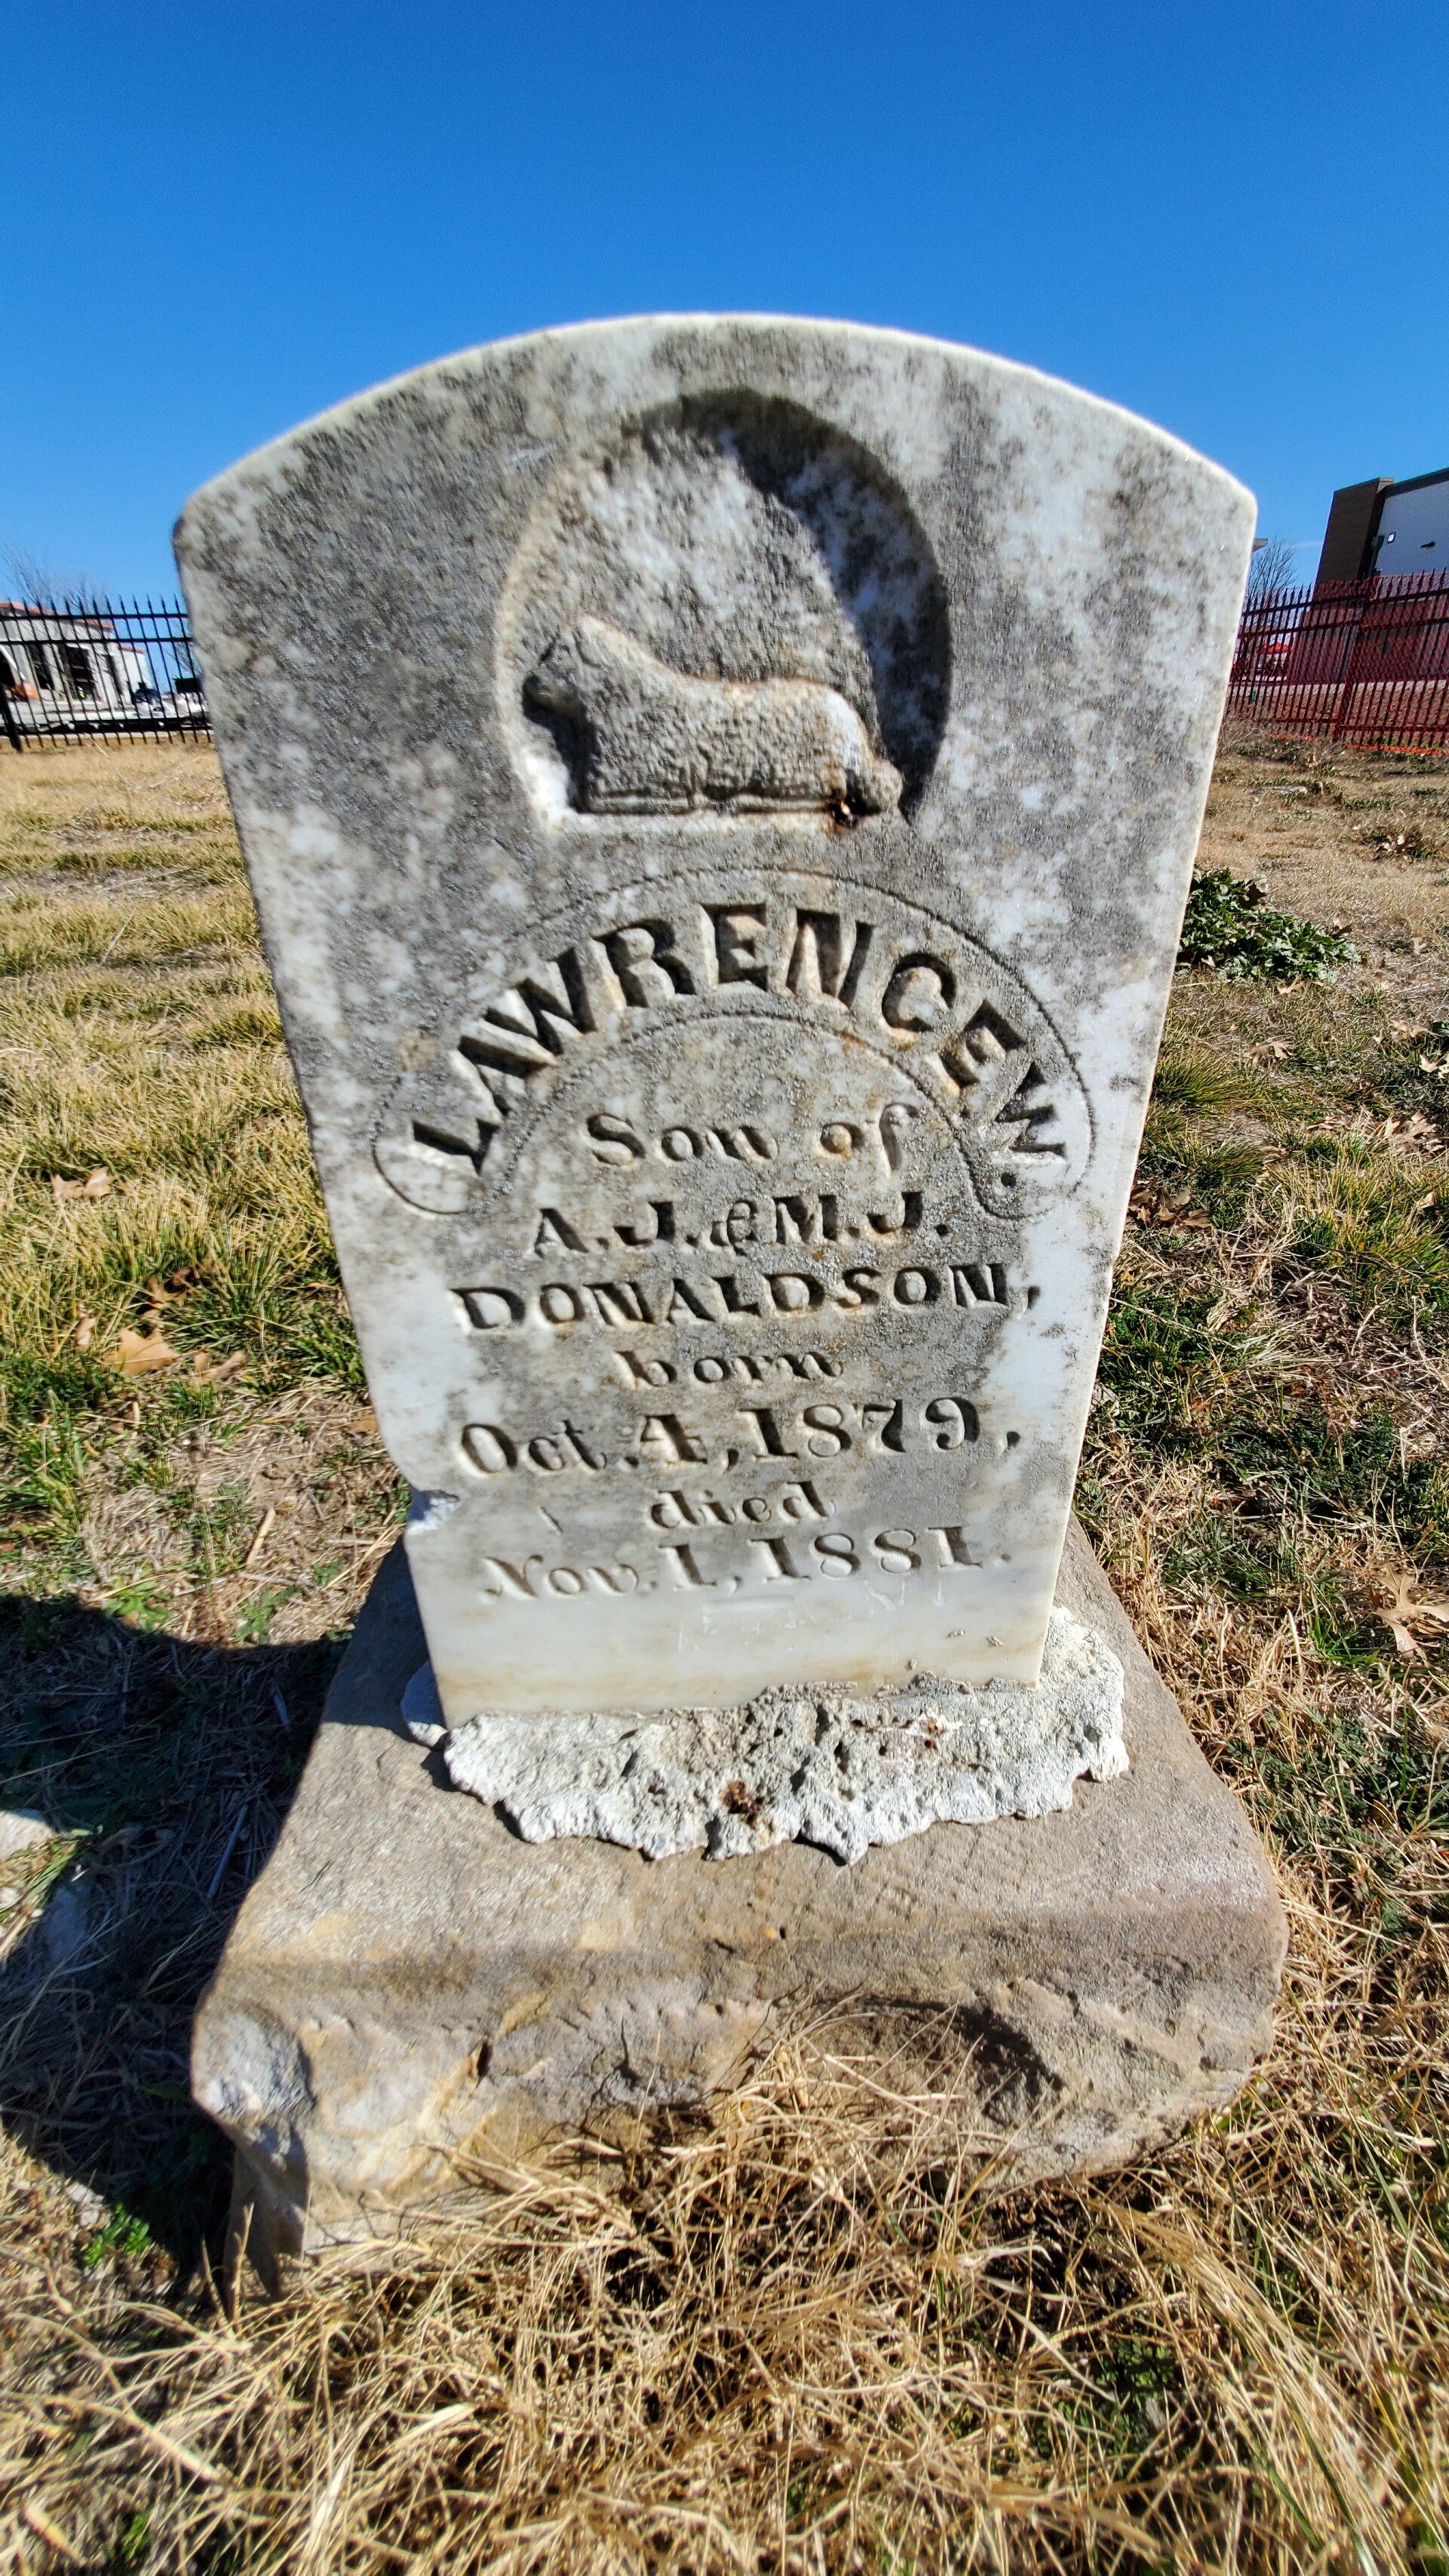 LAWRENCE W.
Son of
A. J. & M. J.
DONALDSON,
born
Oct. 4, 1879,
died
Nov. 1, 1881.